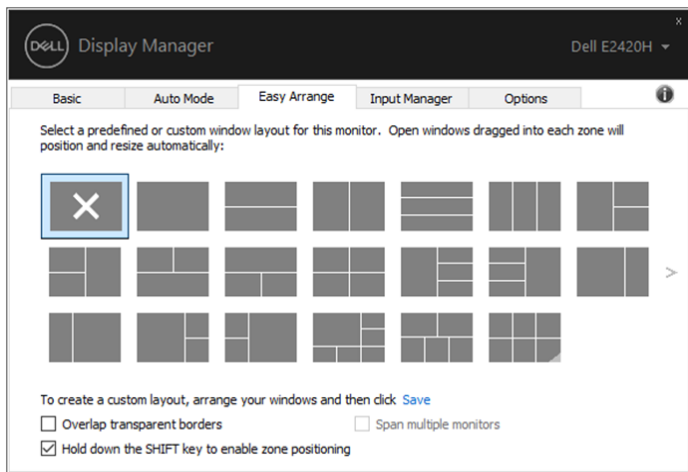 x
DELL Display Manager Dell E2420H
Basic Auto Mode Easy Arrange Input Manager Options i
Select a predefined or custom window layout for this monitor. Open windows dragged into each zone will
position and resize automatically:
>
To create a custom layout, arrange your windows and then click Save
Overlap transparent borders Span multiple monitors
Hold down the SHIFT key to enable zone positioning